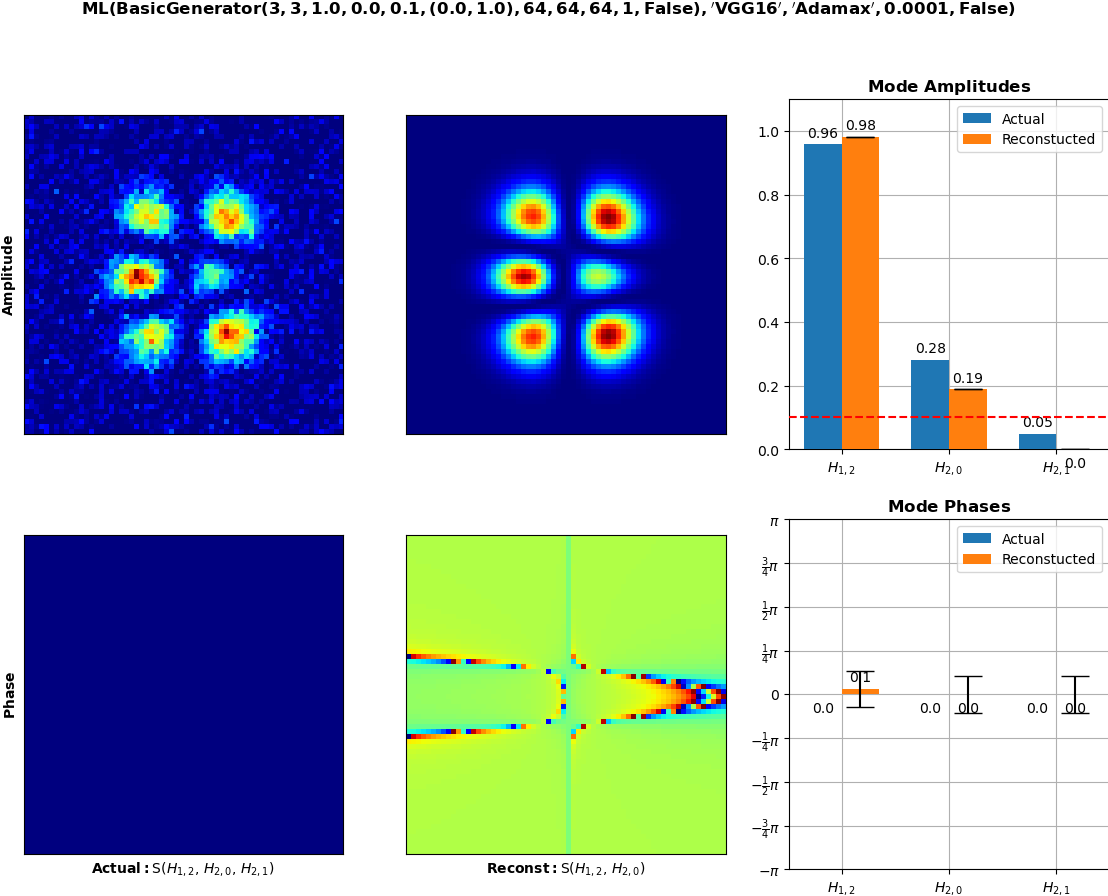 ML(BasicGenerator(3, 3, 1.0, 0.0, 0.1, (0.0, 1.0), 64, 64, 64, 1, False), ′VGG16′, ′Adamax′, 0.0001, False)
Amplitude
Mode Amplitudes
Actual
Reconstucted
1.0
0.8
0.6
0.4
0.2
0.0
0.96
0.98
0.28
0.19
0.05
0.0
H₁,₂
H₂,₀
H₂,₁
Phase
Actual: S(H₁,₂, H₂,₀, H₂,₁)
Reconst: S(H₁,₂, H₂,₀)
Mode Phases
Actual
Reconstucted
π
¾π
½π
¼π
0
−¼π
−½π
−¾π
−π
0.0
0.1
0.0
0.0
0.0
0.0
H₁,₂
H₂,₀
H₂,₁